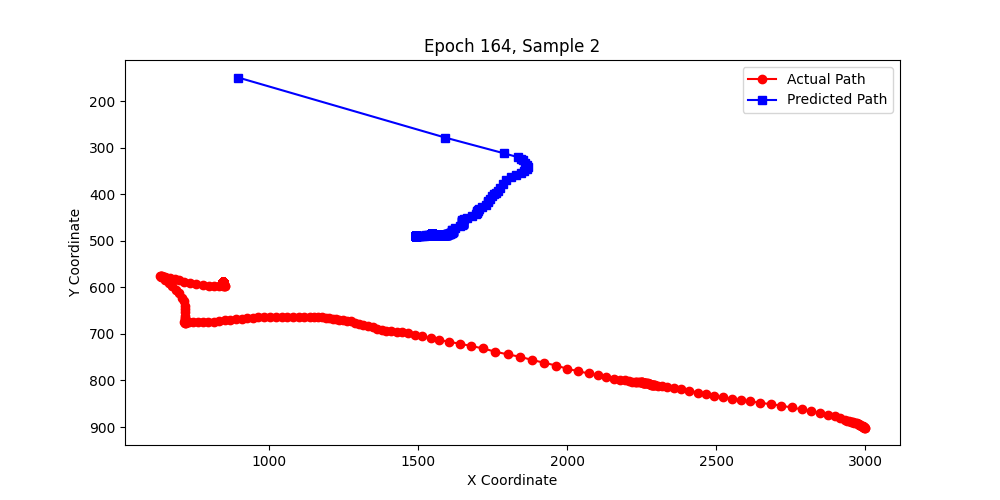 Epoch 164, Sample 2
Actual Path
Predicted Path
Y Coordinate
200
300
400
500
600
700
800
900
1000
1500
2000
2500
3000
X Coordinate